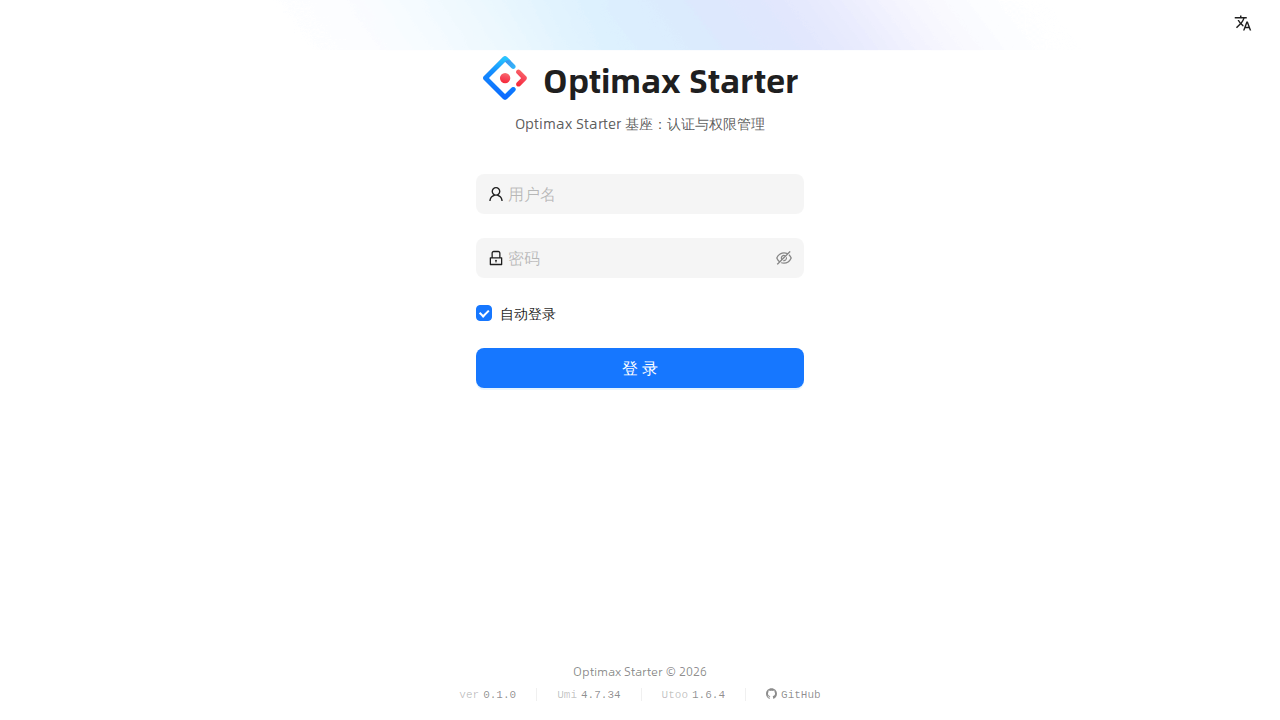 Optimax Starter
Optimax Starter 基座：认证与权限管理
用户名
密码
自动登录
登 录
Optimax Starter © 2026
ver 0.1.0 Umi 4.7.34 Utoo 1.6.4 GitHub